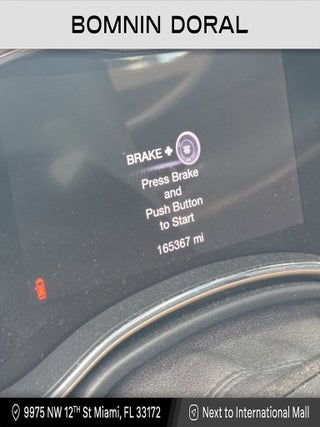 BOMNIN DORAL
BRAKE +
Press Brake
and
Push Button
to Start
165367 mi
9975 NW 12TH St Miami, FL 33172
Next to International Mall